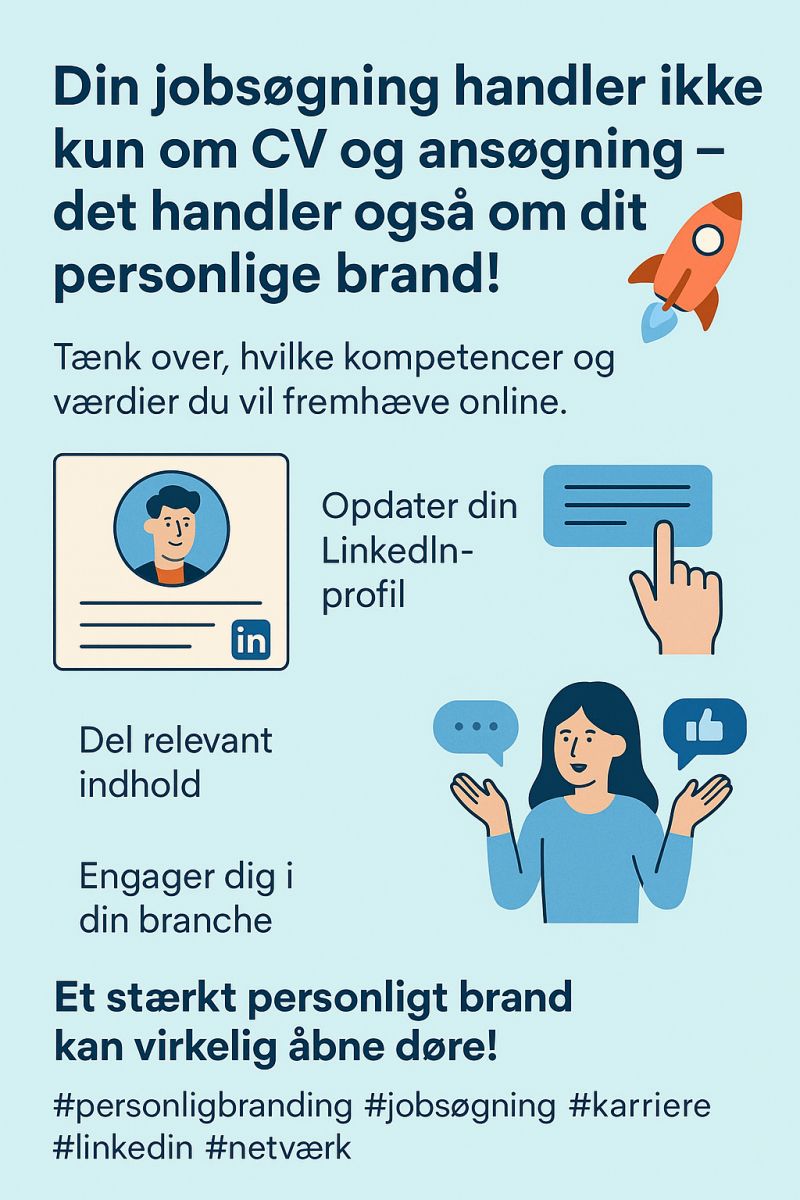 Din jobsøgning handler ikke
kun om CV og ansøgning –
det handler også om dit
personlige brand!
Tænk over, hvilke kompetencer og
værdier du vil fremhæve online.
Opdater din
LinkedIn-
profil
in
Del relevant
indhold
Engager dig i
din branche
Et stærkt personligt brand
kan virkelig åbne døre!
#personligbranding #jobsøgning #karriere
#linkedin #netværk